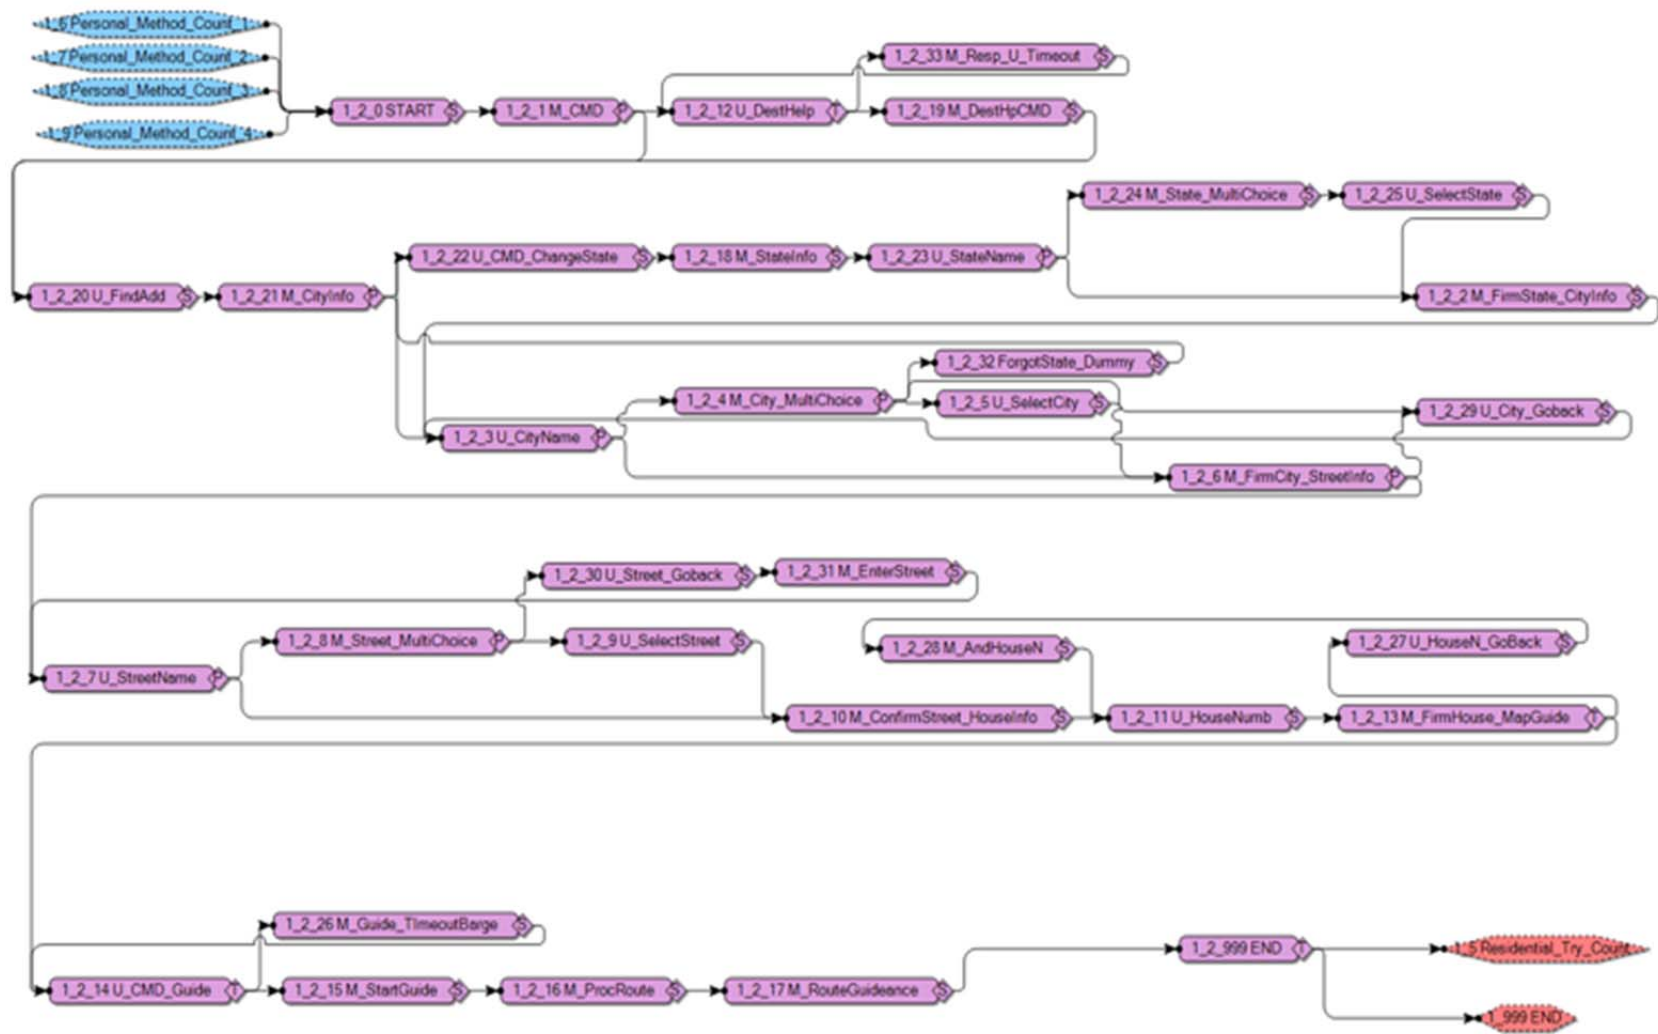 1_6 Personal_Method_Count_1
1_7 Personal_Method_Count_2
1_8 Personal_Method_Count_3
1_9 Personal_Method_Count_4
1_2_0 START S
1_2_1 M_CMD P
1_2_12 U_DestHelp T
1_2_33 M_Resp_U_Timeout S
1_2_19 M_DestHpCMD S
1_2_24 M_State_MultiChoice S
1_2_25 U_SelectState S
1_2_22 U_CMD_ChangeState S
1_2_18 M_StateInfo S
1_2_23 U_StateName P
1_2_20 U_FindAdd S
1_2_21 M_CityInfo P
1_2_2 M_FirmState_CityInfo S
1_2_32 ForgotState_Dummy S
1_2_4 M_City_MultiChoice P
1_2_5 U_SelectCity S
1_2_29 U_City_Goback S
1_2_3 U_CityName P
1_2_6 M_FirmCity_StreetInfo P
1_2_30 U_Street_Goback S
1_2_31 M_EnterStreet S
1_2_8 M_Street_MultiChoice P
1_2_9 U_SelectStreet S
1_2_28 M_AndHouseN S
1_2_27 U_HouseN_GoBack S
1_2_7 U_StreetName P
1_2_10 M_ConfirmStreet_HouseInfo S
1_2_11 U_HouseNumb S
1_2_13 M_FirmHouse_MapGuide T
1_2_26 M_Guide_TImeoutBarge S
1_2_14 U_CMD_Guide T
1_2_15 M_StartGuide S
1_2_16 M_ProcRoute S
1_2_17 M_RouteGuideance S
1_2_999 END T
1_5 Residential_Try_Count
1_999 END